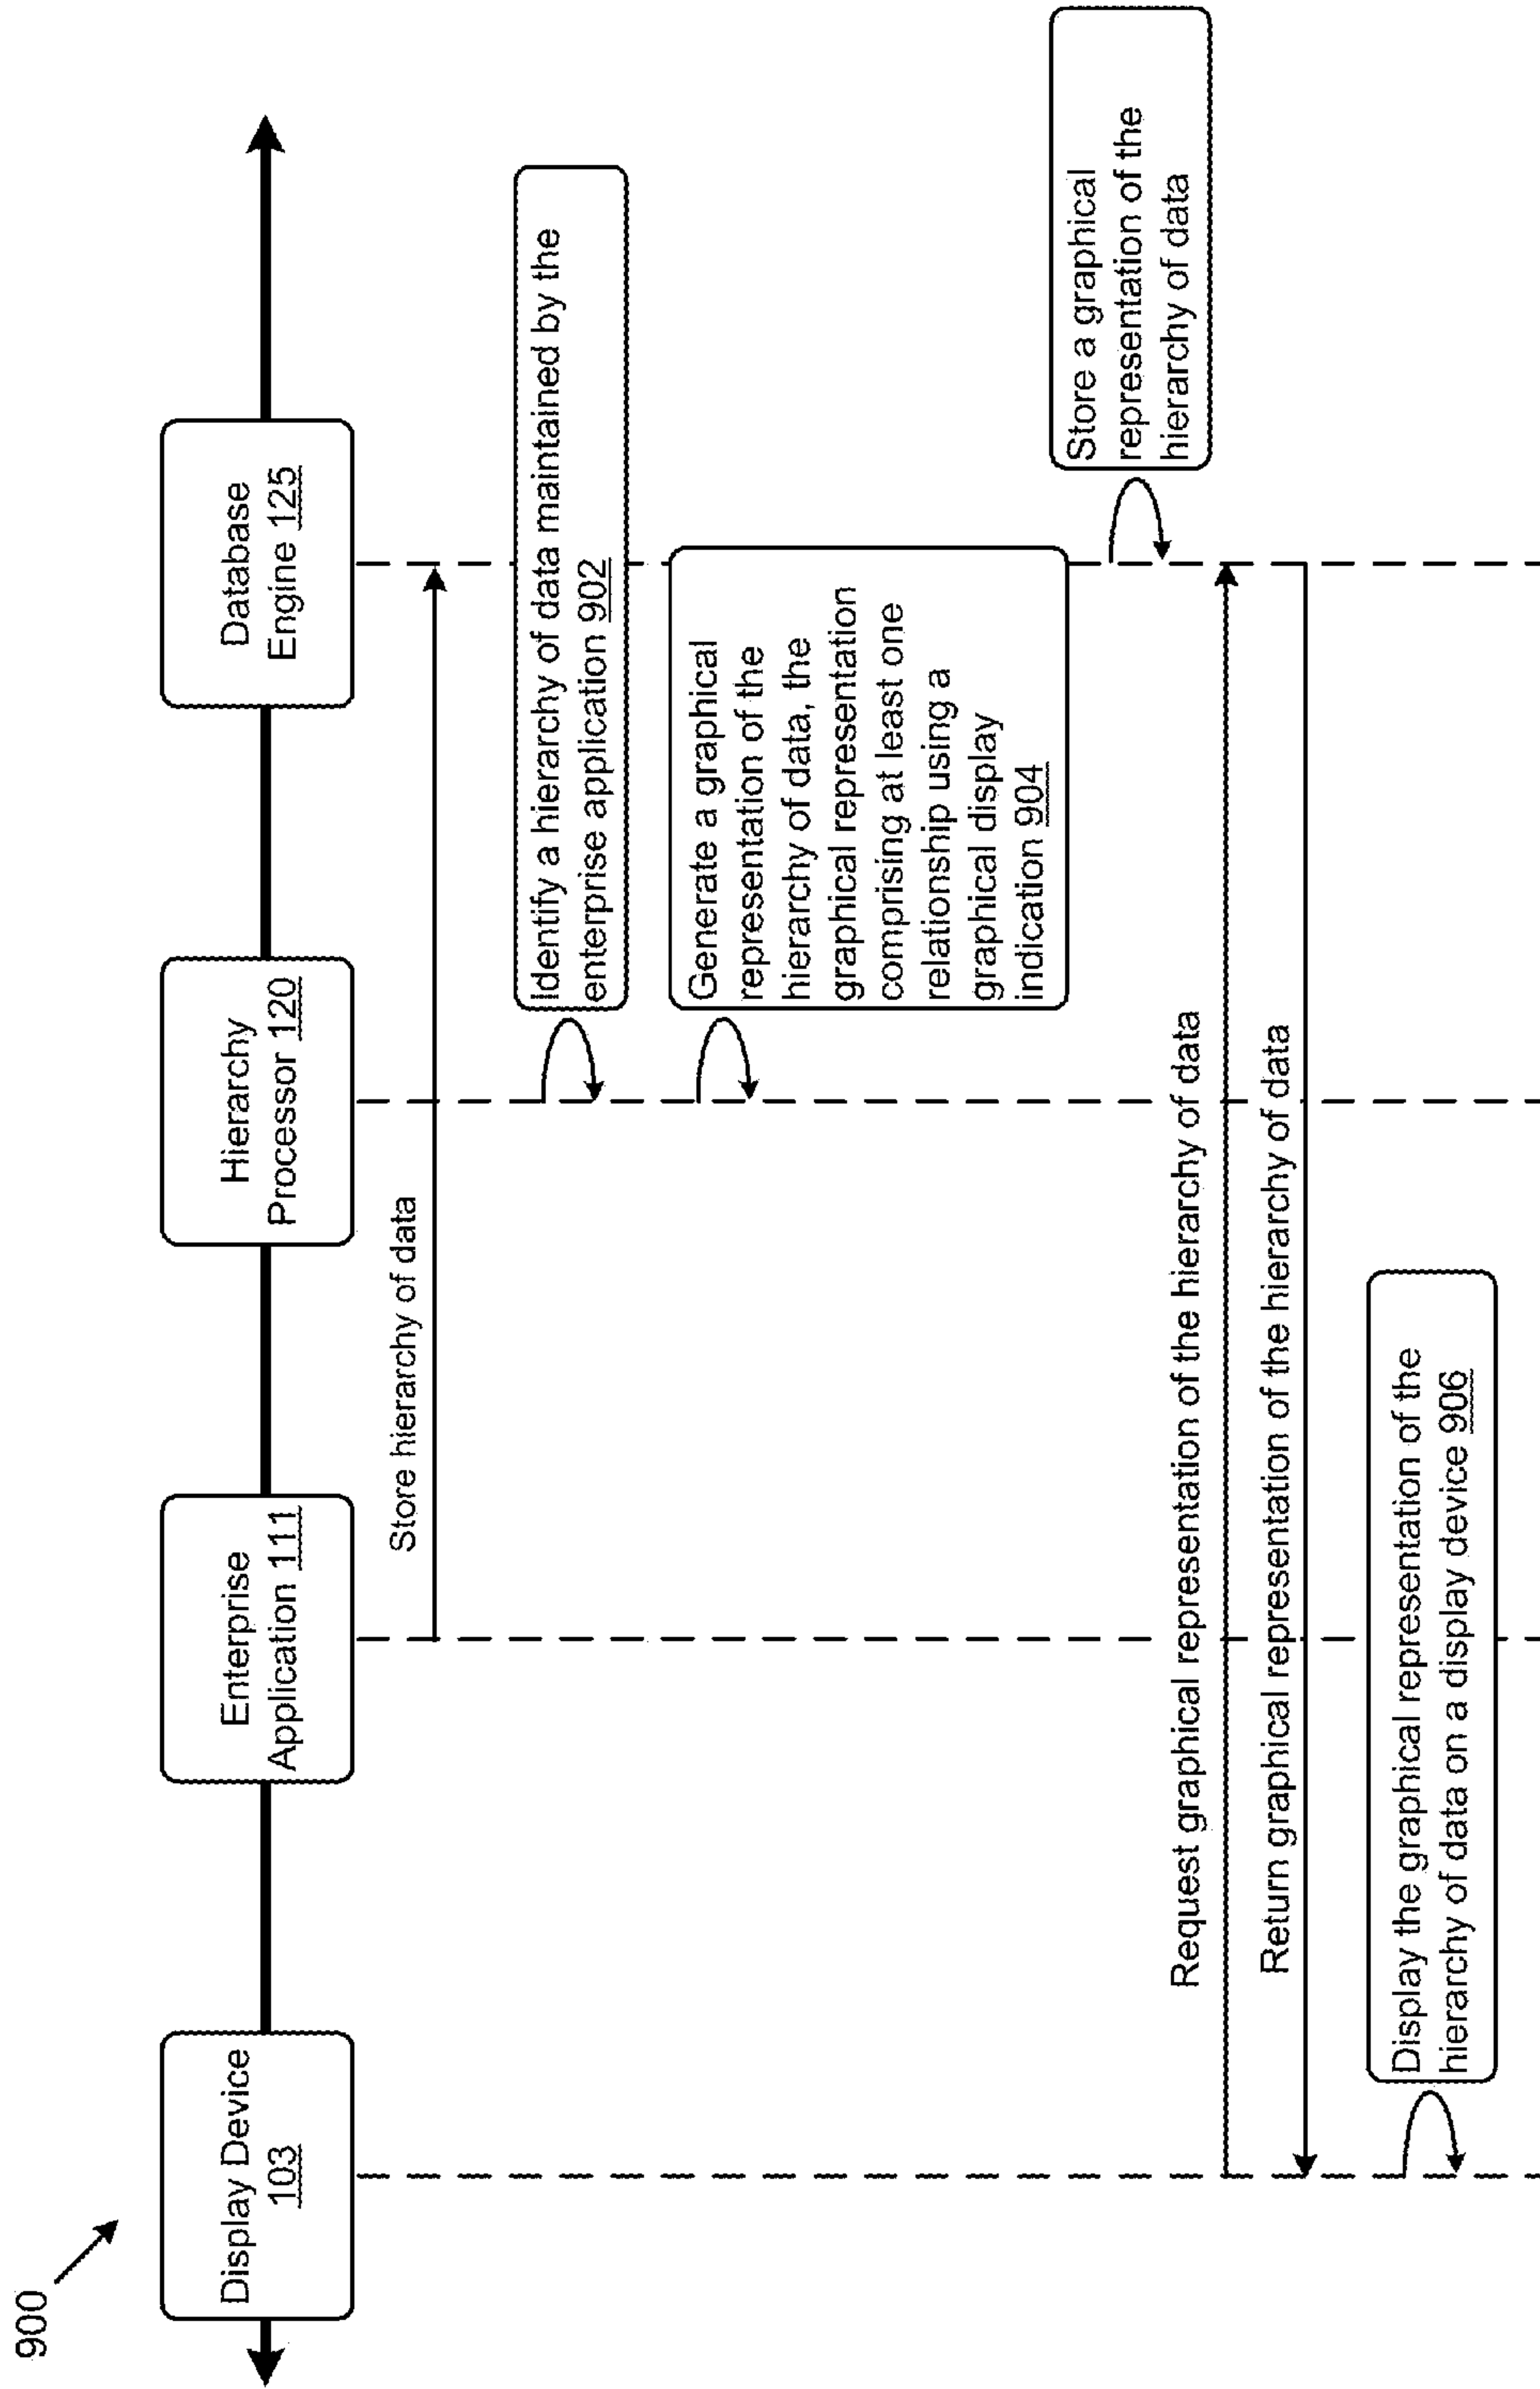 900
Display Device
103
Enterprise
Application 111
Hierarchy
Processor 120
Database
Engine 125
Store hierarchy of data
Identify a hierarchy of data maintained by the
enterprise application 902
Generate a graphical
representation of the
hierarchy of data, the
graphical representation
comprising at least one
relationship using a
graphical display
indication 904
Store a graphical
representation of the
hierarchy of data
Request graphical representation of the hierarchy of data
Return graphical representation of the hierarchy of data
Display the graphical representation of the
hierarchy of data on a display device 906